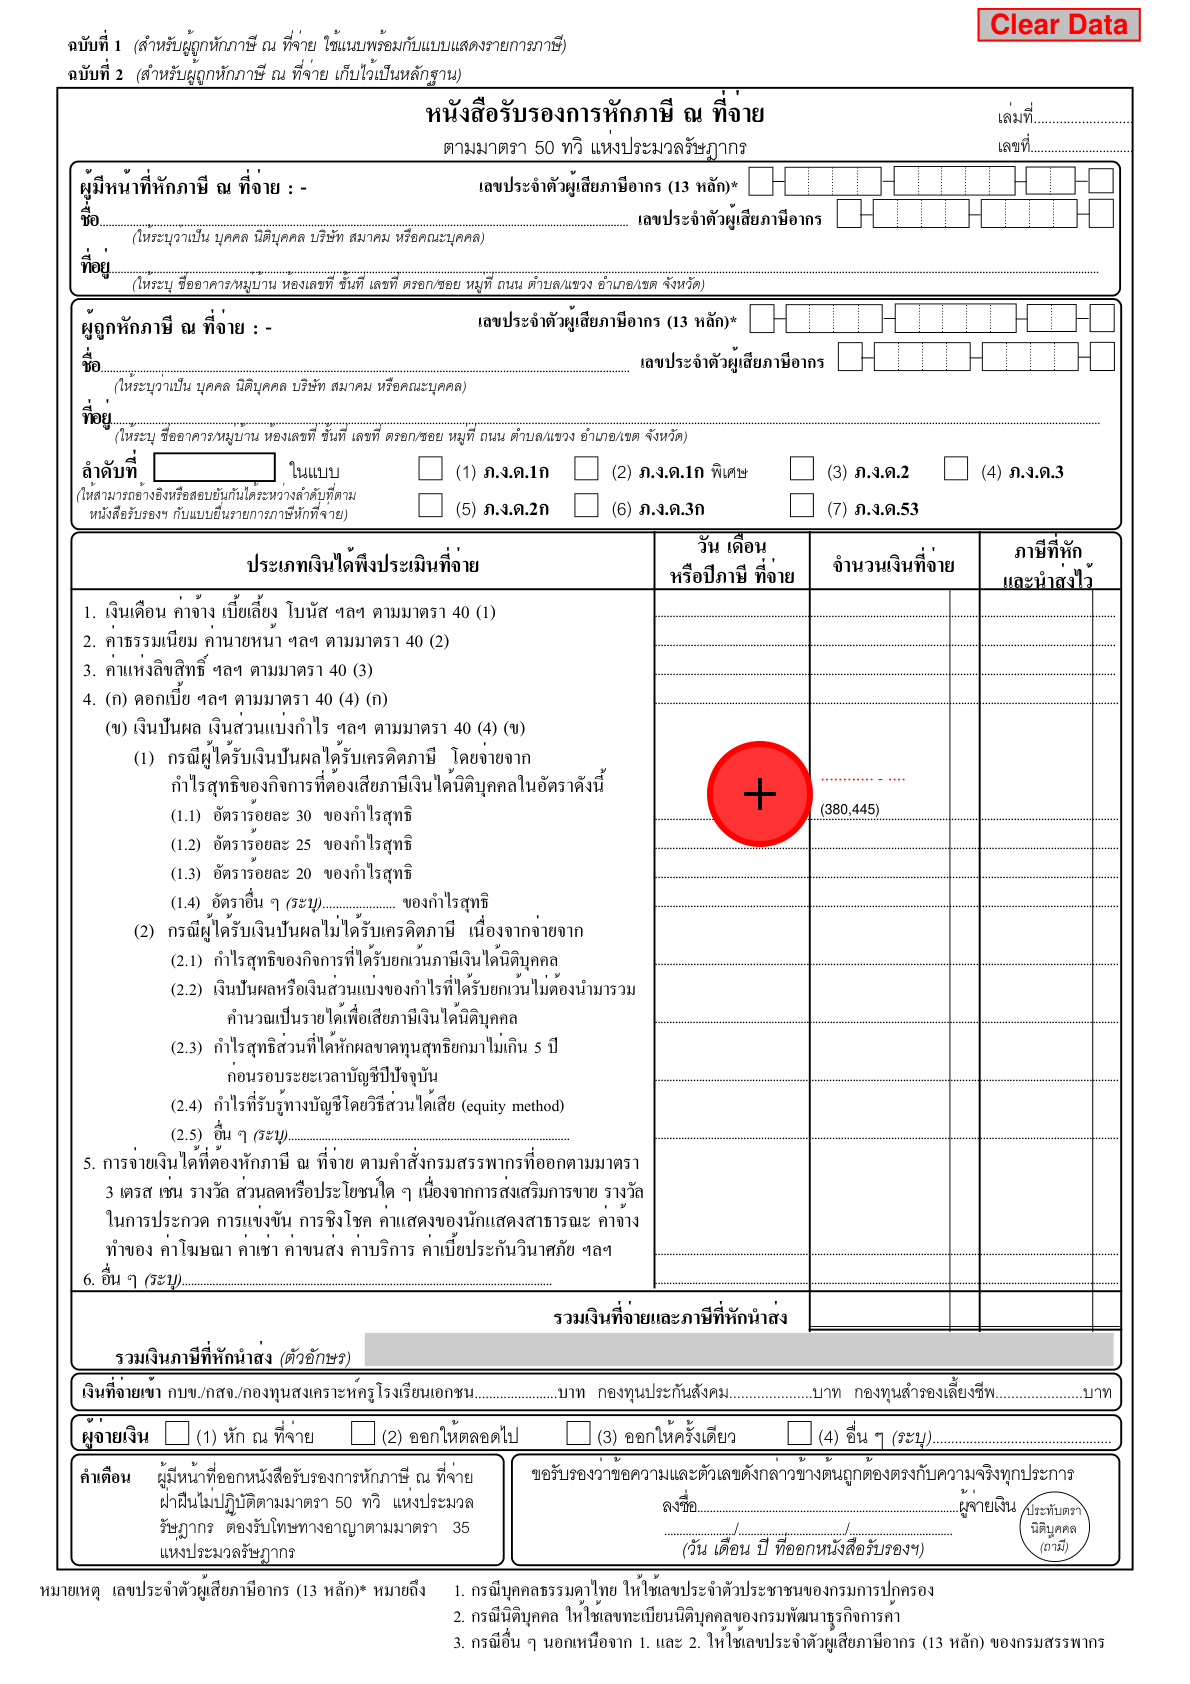 Clear Data
ฉบับที่ 1 (สำหรับผู้ถูกหักภาษี ณ ที่จ่าย ใช้แนบพร้อมกับแบบแสดงรายการภาษี)
ฉบับที่ 2 (สำหรับผู้ถูกหักภาษี ณ ที่จ่าย เก็บไว้เป็นหลักฐาน)
หนังสือรับรองการหักภาษี ณ ที่จ่าย
เล่มที่..........................
ตามมาตรา 50 ทวิ แห่งประมวลรัษฎากร
เลขที่...........................
ผู้มีหน้าที่หักภาษี ณ ที่จ่าย : - เลขประจำตัวผู้เสียภาษีอากร (13 หลัก)*
ชื่อ.......................... เลขประจำตัวผู้เสียภาษีอากร
(ให้ระบุว่าเป็น บุคคล นิติบุคคล บริษัท สมาคม หรือคณะบุคคล)
ที่อยู่..........................
(ให้ระบุ ชื่ออาคาร/หมู่บ้าน ห้องเลขที่ ชั้นที่ เลขที่ ตรอก/ซอย หมู่ที่ ถนน ตำบล/แขวง อำเภอ/เขต จังหวัด)
ผู้ถูกหักภาษี ณ ที่จ่าย : - เลขประจำตัวผู้เสียภาษีอากร (13 หลัก)*
ชื่อ.......................... เลขประจำตัวผู้เสียภาษีอากร
(ให้ระบุว่าเป็น บุคคล นิติบุคคล บริษัท สมาคม หรือคณะบุคคล)
ที่อยู่..........................
(ให้ระบุ ชื่ออาคาร/หมู่บ้าน ห้องเลขที่ ชั้นที่ เลขที่ ตรอก/ซอย หมู่ที่ ถนน ตำบล/แขวง อำเภอ/เขต จังหวัด)
ลำดับที่ ในแบบ (1) ภ.ง.ด.1ก (2) ภ.ง.ด.1ก พิเศษ (3) ภ.ง.ด.2 (4) ภ.ง.ด.3
(ให้สามารถอ้างอิงหรือสอบยันกันได้ระหว่างลำดับที่ตาม
หนังสือรับรองฯ กับแบบยื่นรายการภาษีหักที่จ่าย)
(5) ภ.ง.ด.2ก (6) ภ.ง.ด.3ก (7) ภ.ง.ด.53
ประเภทเงินได้พึงประเมินที่จ่าย
วัน เดือน
หรือปีภาษี ที่จ่าย
จำนวนเงินที่จ่าย
ภาษีที่หัก
และนำส่งไว้
1. เงินเดือน ค่าจ้าง เบี้ยเลี้ยง โบนัส ฯลฯ ตามมาตรา 40 (1)
2. ค่าธรรมเนียม ค่านายหน้า ฯลฯ ตามมาตรา 40 (2)
3. ค่าแห่งลิขสิทธิ์ ฯลฯ ตามมาตรา 40 (3)
4. (ก) ดอกเบี้ย ฯลฯ ตามมาตรา 40 (4) (ก)
(ข) เงินปันผล เงินส่วนแบ่งกำไร ฯลฯ ตามมาตรา 40 (4) (ข)
(1) กรณีผู้ได้รับเงินปันผลได้รับเครดิตภาษี โดยจ่ายจาก
กำไรสุทธิของกิจการที่ต้องเสียภาษีเงินได้นิติบุคคลในอัตราดังนี้
............ - ....
(1.1) อัตราร้อยละ 30 ของกำไรสุทธิ
(380,445)
(1.2) อัตราร้อยละ 25 ของกำไรสุทธิ
(1.3) อัตราร้อยละ 20 ของกำไรสุทธิ
(1.4) อัตราอื่น ๆ (ระบุ)...................... ของกำไรสุทธิ
(2) กรณีผู้ได้รับเงินปันผลไม่ได้รับเครดิตภาษี เนื่องจากจ่ายจาก
(2.1) กำไรสุทธิของกิจการที่ได้รับยกเว้นภาษีเงินได้นิติบุคคล
(2.2) เงินปันผลหรือเงินส่วนแบ่งของกำไรที่ได้รับยกเว้นไม่ต้องนำมารวม
คำนวณเป็นรายได้เพื่อเสียภาษีเงินได้นิติบุคคล
(2.3) กำไรสุทธิส่วนที่ได้หักผลขาดทุนสุทธิยกมาไม่เกิน 5 ปี
ก่อนรอบระยะเวลาบัญชีปีปัจจุบัน
(2.4) กำไรที่รับรู้ทางบัญชีโดยวิธีส่วนได้เสีย (equity method)
(2.5) อื่น ๆ (ระบุ)..........................
5. การจ่ายเงินได้ที่ต้องหักภาษี ณ ที่จ่าย ตามคำสั่งกรมสรรพากรที่ออกตามมาตรา
3 เตรส เช่น รางวัล ส่วนลดหรือประโยชน์ใด ๆ เนื่องจากการส่งเสริมการขาย รางวัล
ในการประกวด การแข่งขัน การชิงโชค ค่าแสดงของนักแสดงสาธารณะ ค่าจ้าง
ทำของ ค่าโฆษณา ค่าเช่า ค่าขนส่ง ค่าบริการ ค่าเบี้ยประกันวินาศภัย ฯลฯ
6. อื่น ๆ (ระบุ)..........................
รวมเงินที่จ่ายและภาษีที่หักนำส่ง
รวมเงินภาษีที่หักนำส่ง (ตัวอักษร)
เงินที่จ่ายเข้า กบข./กสจ./กองทุนสงเคราะห์ครูโรงเรียนเอกชน....................บาท กองทุนประกันสังคม....................บาท กองทุนสำรองเลี้ยงชีพ.....................บาท
ผู้จ่ายเงิน (1) หัก ณ ที่จ่าย (2) ออกให้ตลอดไป (3) ออกให้ครั้งเดียว (4) อื่น ๆ (ระบุ)..........................
คำเตือน ผู้มีหน้าที่ออกหนังสือรับรองการหักภาษี ณ ที่จ่าย
ฝ่าฝืนไม่ปฏิบัติตามมาตรา 50 ทวิ แห่งประมวล
รัษฎากร ต้องรับโทษทางอาญาตามมาตรา 35
แห่งประมวลรัษฎากร
ขอรับรองว่าข้อความและตัวเลขดังกล่าวข้างต้นถูกต้องตรงกับความจริงทุกประการ
ลงชื่อ..........................ผู้จ่ายเงิน
................../........................../..........................
(วัน เดือน ปี ที่ออกหนังสือรับรองฯ)
ประทับตรา
นิติบุคคล
(ถ้ามี)
หมายเหตุ เลขประจำตัวผู้เสียภาษีอากร (13 หลัก)* หมายถึง 1. กรณีบุคคลธรรมดาไทย ให้ใช้เลขประจำตัวประชาชนของกรมการปกครอง
2. กรณีนิติบุคคล ให้ใช้เลขทะเบียนนิติบุคคลของกรมพัฒนาธุรกิจการค้า
3. กรณีอื่น ๆ นอกเหนือจาก 1. และ 2. ให้ใช้เลขประจำตัวผู้เสียภาษีอากร (13 หลัก) ของกรมสรรพากร